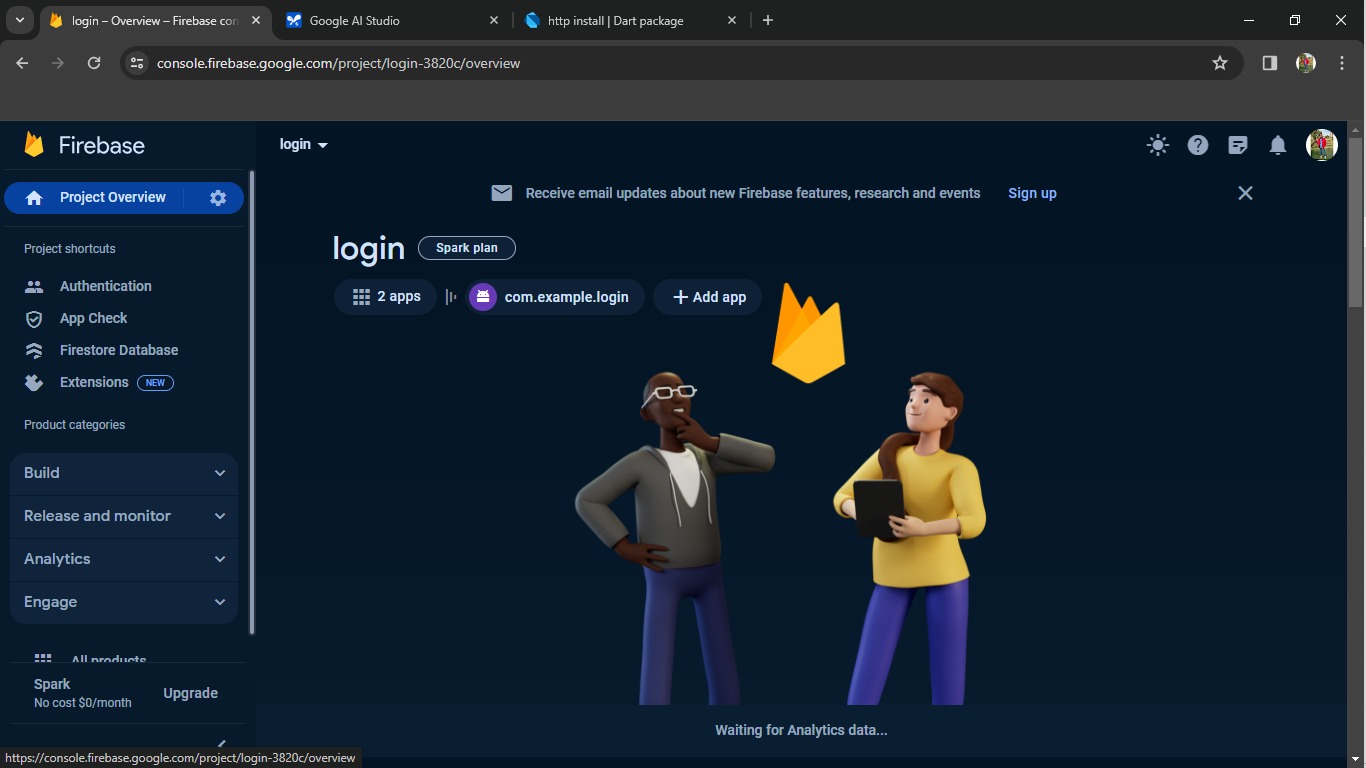 login – Overview – Firebase con
Google AI Studio
http install | Dart package
console.firebase.google.com/project/login-3820c/overview
Firebase
login
Project Overview
Receive email updates about new Firebase features, research and events
Sign up
login
Spark plan
Project shortcuts
2 apps
com.example.login
Add app
Authentication
App Check
Firestore Database
Extensions
NEW
Product categories
Build
Release and monitor
Analytics
Engage
All products
Spark
No cost $0/month
Upgrade
Waiting for Analytics data...
https://console.firebase.google.com/project/login-3820c/overview